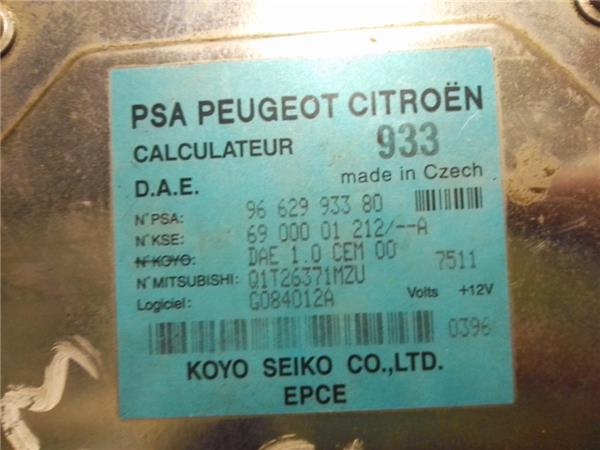 PSA PEUGEOT CITROËN
CALCULATEUR 933
D.A.E. made in Czech
N°PSA: 96 629 933 80
N°KSE: 69 000 01 212/--A
N°KOYO: DAE 1.0 CEM 00 7511
N°MITSUBISHI: Q1T26371MZU
Logiciel: G084012A Volts +12V
0396
KOYO SEIKO CO.,LTD.
EPCE